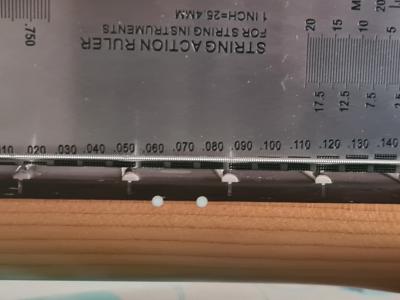 STRING ACTION RULER
FOR STRING INSTRUMENTS
1 INCH=25.4MM
.750
20 15 10 5
17.5 12.5 7.5
.020 .030 .040 .050 .060 .070 .080 .090 .100 .110 .120 .130 .140